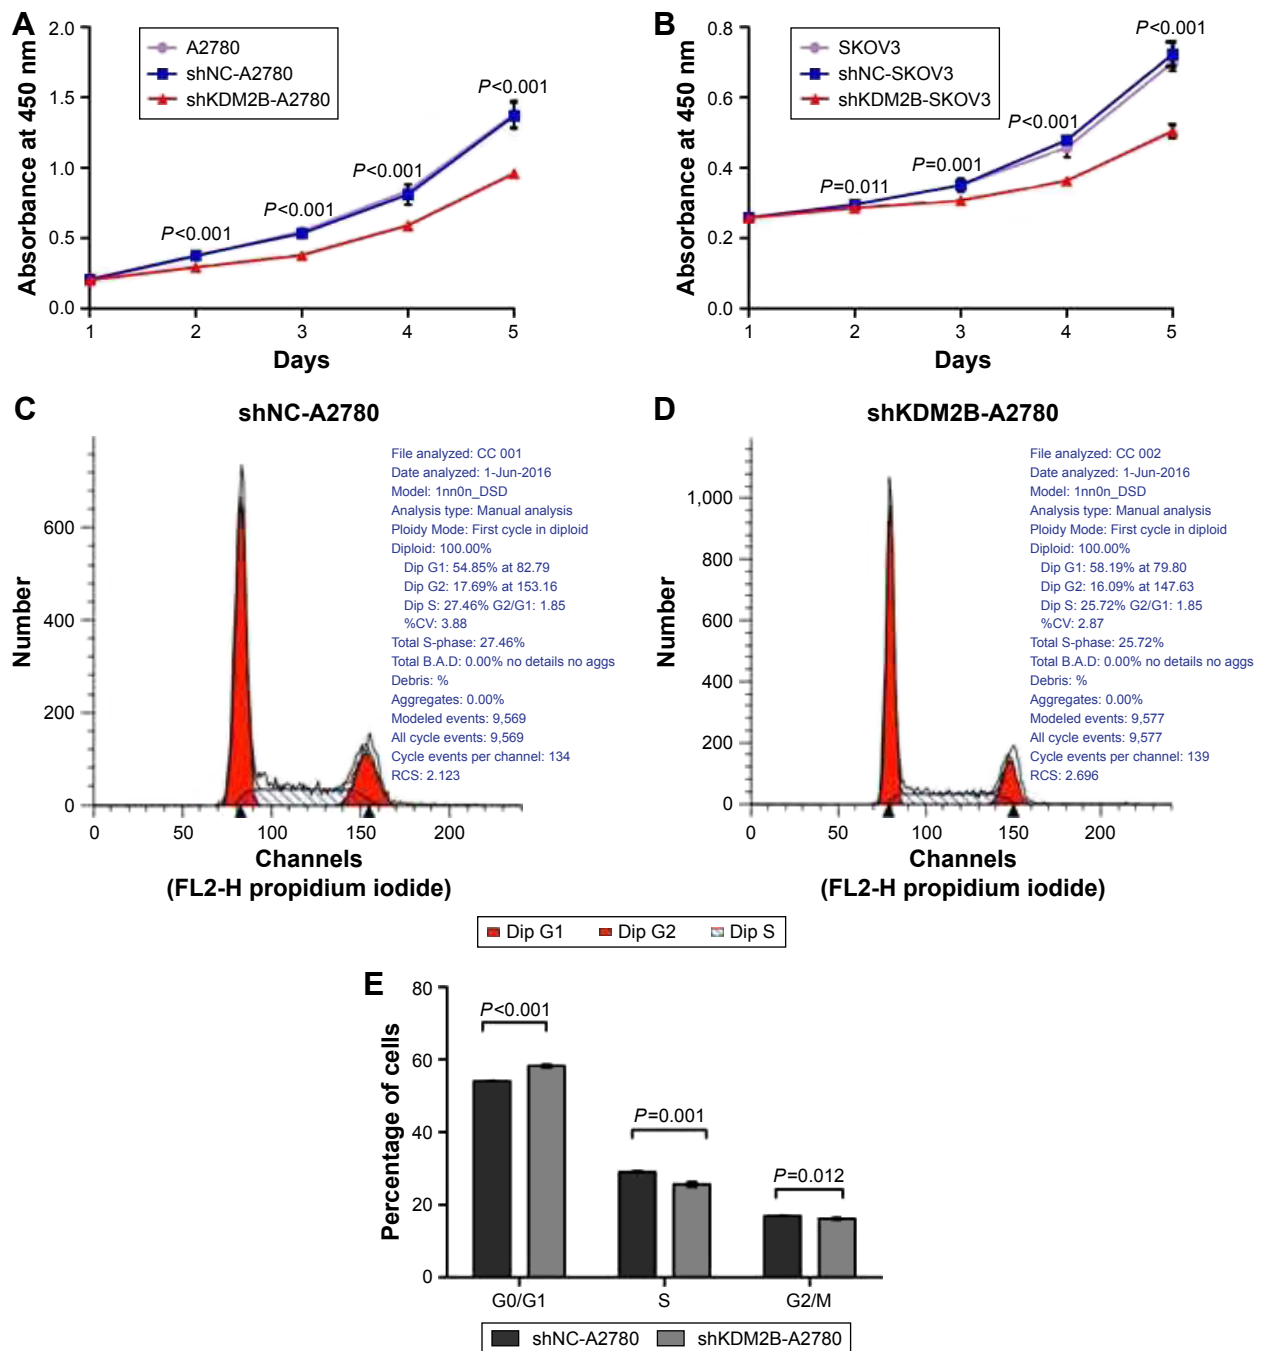 A
2.0
1.5
1.0
0.5
0.0
Absorbance at 450 nm
A2780
shNC-A2780
shKDM2B-A2780
P<0.001
P<0.001
P<0.001
P<0.001
1 2 3 4 5
Days
B
0.8
0.6
0.4
0.2
0.0
Absorbance at 450 nm
SKOV3
shNC-SKOV3
shKDM2B-SKOV3
P=0.011
P=0.001
P<0.001
P<0.001
1 2 3 4 5
Days
C
shNC-A2780
Number
600
400
200
0
File analyzed: CC 001
Date analyzed: 1-Jun-2016
Model: 1nn0n_DSD
Analysis type: Manual analysis
Ploidy Mode: First cycle in diploid
Diploid: 100.00%
Dip G1: 54.85% at 82.79
Dip G2: 17.69% at 153.16
Dip S: 27.46% G2/G1: 1.85
%CV: 3.88
Total S-phase: 27.46%
Total B.A.D: 0.00% no details no aggs
Debris: %
Aggregates: 0.00%
Modeled events: 9,569
All cycle events: 9,569
Cycle events per channel: 134
RCS: 2.123
0 50 100 150 200
Channels
(FL2-H propidium iodide)
D
shKDM2B-A2780
Number
1,000
800
600
400
200
0
File analyzed: CC 002
Date analyzed: 1-Jun-2016
Model: 1nn0n_DSD
Analysis type: Manual analysis
Ploidy Mode: First cycle in diploid
Diploid: 100.00%
Dip G1: 58.19% at 79.80
Dip G2: 16.09% at 147.63
Dip S: 25.72% G2/G1: 1.85
%CV: 2.87
Total S-phase: 25.72%
Total B.A.D: 0.00% no details no aggs
Debris: %
Aggregates: 0.00%
Modeled events: 9,577
All cycle events: 9,577
Cycle events per channel: 139
RCS: 2.696
0 50 100 150 200
Channels
(FL2-H propidium iodide)
Dip G1 Dip G2 Dip S
E
80
60
40
20
0
Percentage of cells
P<0.001
P=0.001
P=0.012
G0/G1 S G2/M
shNC-A2780 shKDM2B-A2780